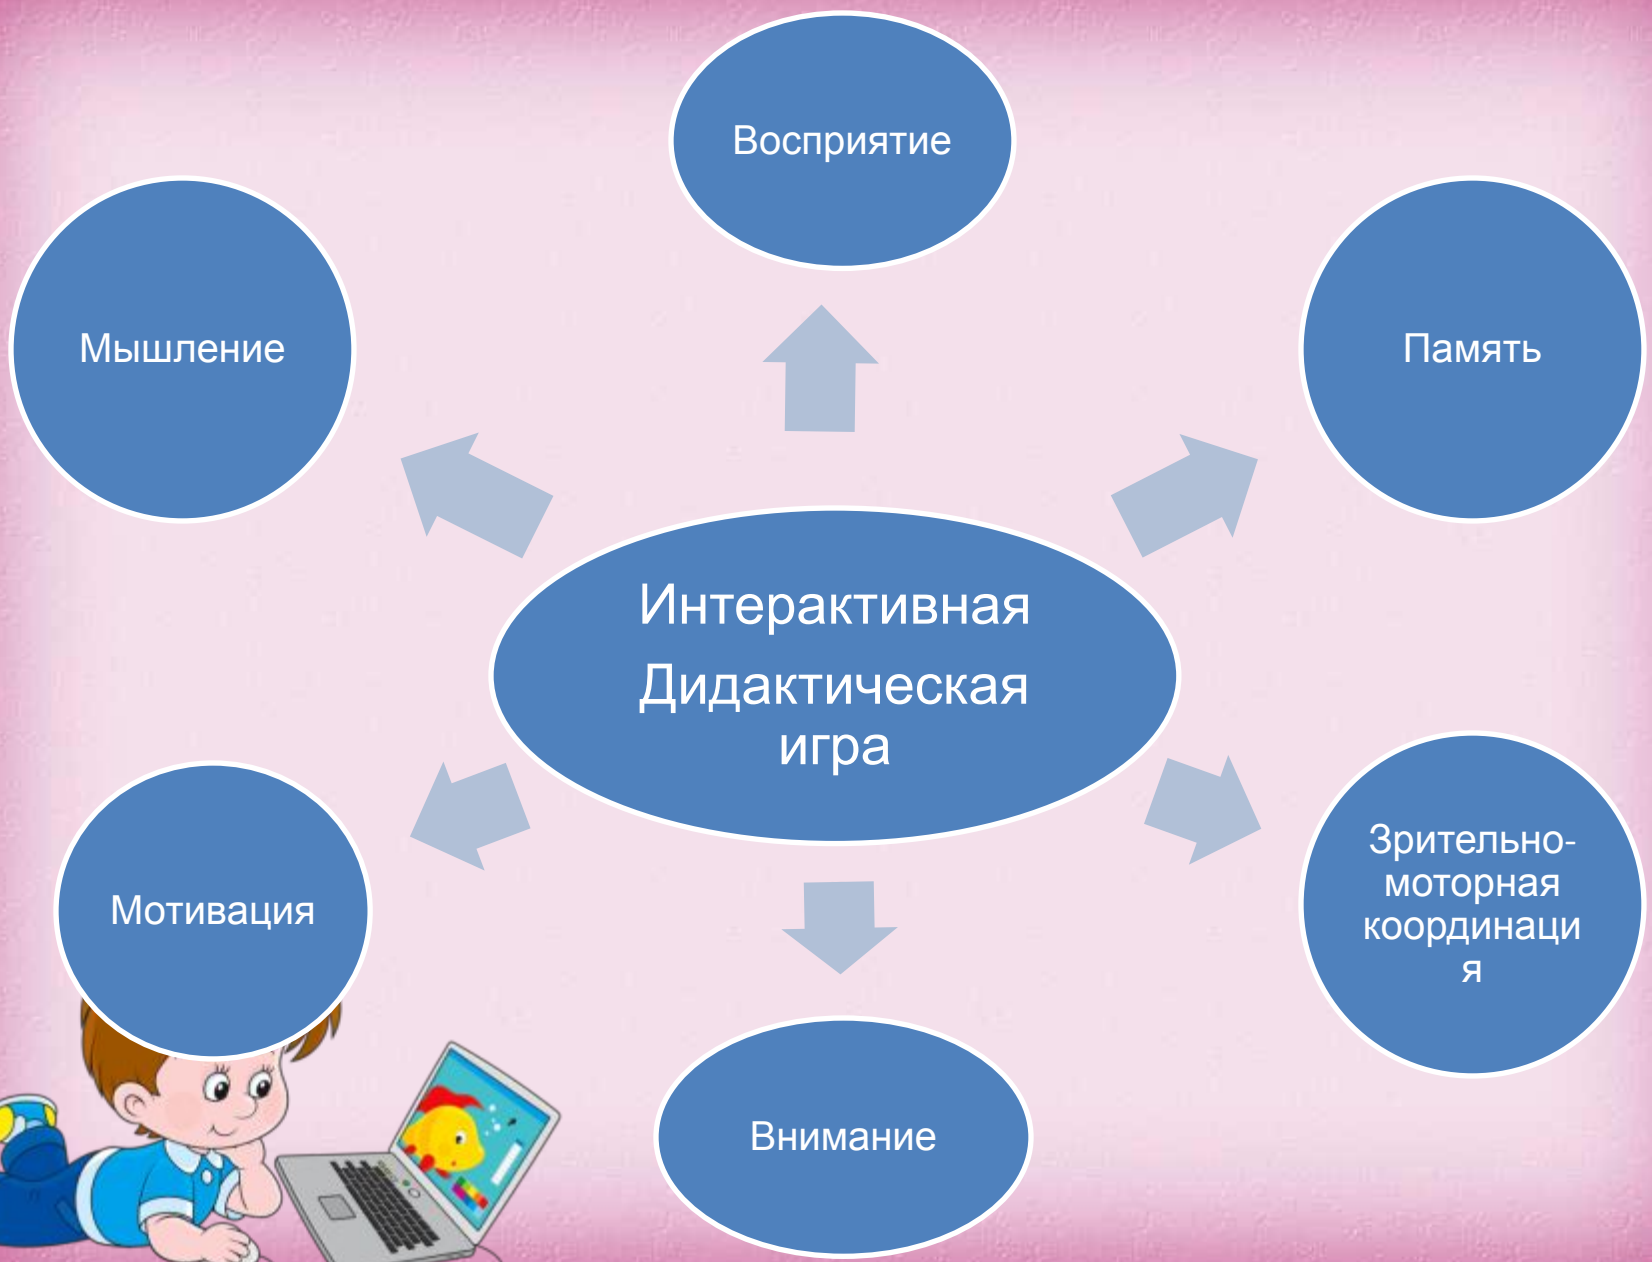 Восприятие
Мышление
Память
Интерактивная
Дидактическая
игра
Мотивация
Зрительно-
моторная
координаци
я
Внимание